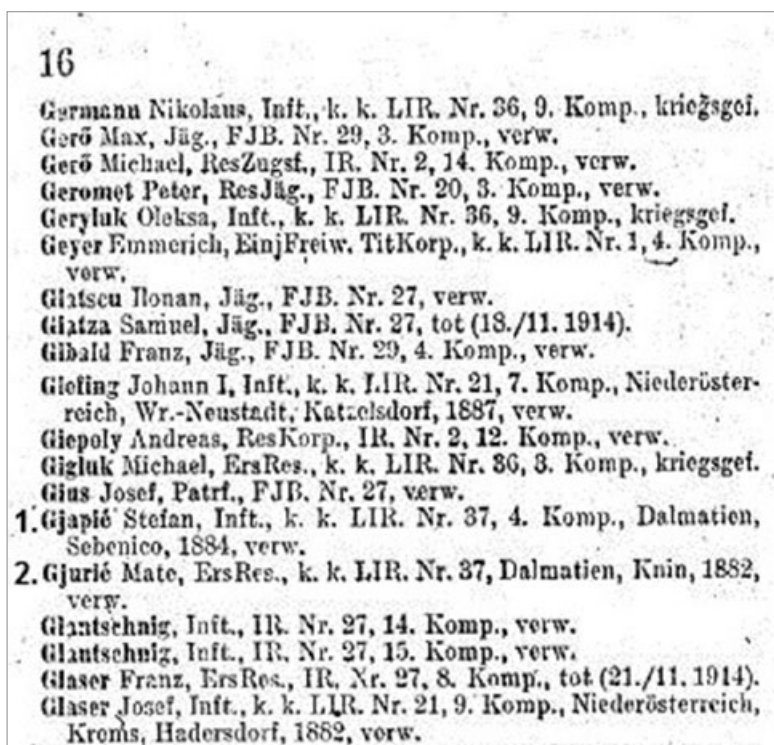 16
Germann Nikolaus, Inft., k. k. LIR. Nr. 36, 9. Komp., kriegsgef.
Gerő Max, Jäg., FJB. Nr. 29, 3. Komp., verw.
Gerő Michael, ResZugsf., IR. Nr. 2, 14. Komp., verw.
Geromet Peter, ResJäg., FJB. Nr. 20, 3. Komp., verw.
Geryluk Oleksa, Inft., k. k. LIR. Nr. 36, 9. Komp., kriegsgef.
Geyer Emmerich, EinjFreiw. TitKorp., k. k. LIR. Nr. 1, 4. Komp.,
verw.
Jäg., FJB. Nr. 27, verw.
Samuel, Jäg., FJB. Nr. 27, tot (18./11. 1914).
Gibald Franz, Jäg., FJB. Nr. 29, 4. Komp., verw.
Giefing Johann I, Inft., k. k. LIR. Nr. 21, 7. Komp., Niederöster-
reich, Wr.-Neustadt, Katzelsdorf, 1887, verw.
Giepoly Andreas, ResKorp., IR. Nr. 2, 12. Komp., verw.
Gigluk Michael, ErsRes., k. k. LIR. Nr. 36, 3. Komp., kriegsgef.
Gius Josef, Patrf., FJB. Nr. 27, verw.
1. Gjapić Stefan, Inft., k. k. LIR. Nr. 37, 4. Komp., Dalmatien,
Sebenico, 1884, verw.
2. Gjurić Mate, ErsRes., k. k. LIR. Nr. 37, Dalmatien, Knin, 1882,
verw.
Glantschnig, Inft., IR. Nr. 27, 14. Komp., verw.
Glantschnig, Inft., IR. Nr. 27, 15. Komp., verw.
Glaser Franz, ErsRes., IR. Nr. 27, 8. Komp., tot (21./11. 1914).
Glaser Josef, Inft., k. k. LIR. Nr. 21, 9. Komp., Niederösterreich,
Krems, Hadersdorf, 1882, verw.